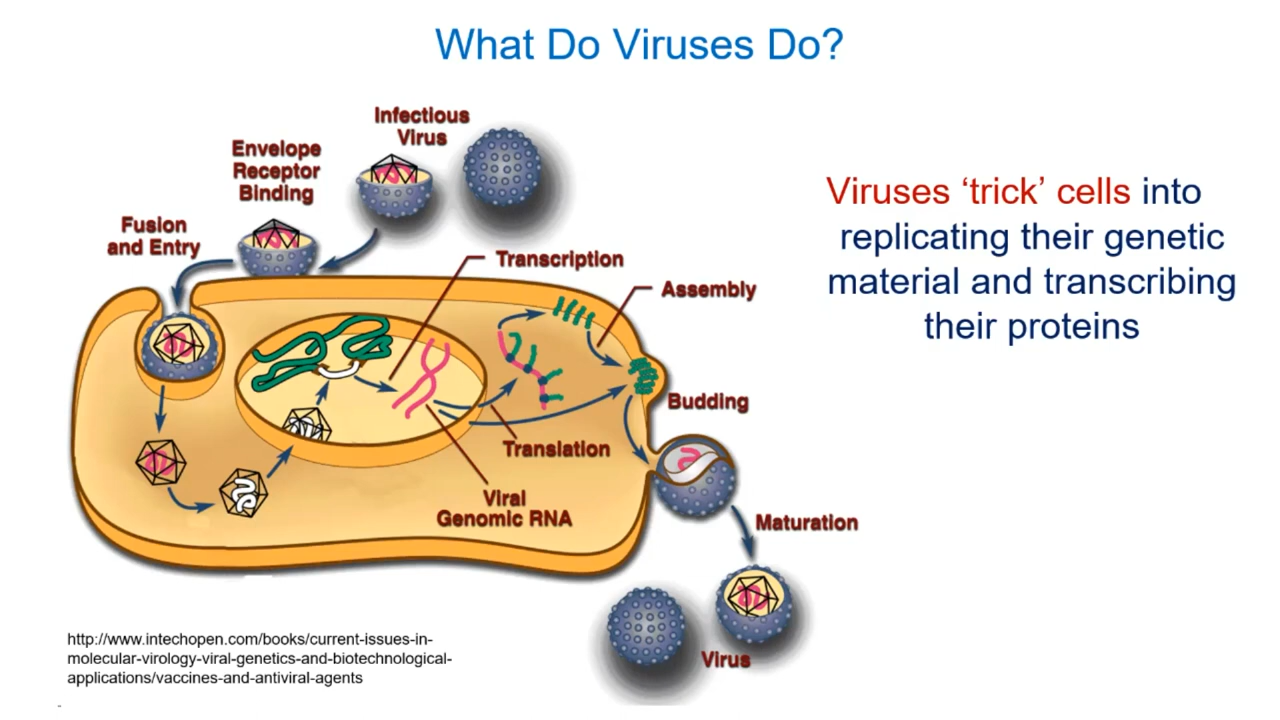 What Do Viruses Do?
Infectious
Virus
Envelope
Receptor
Binding
Fusion
and Entry
Transcription
Assembly
Budding
Translation
Viral
Genomic RNA
Maturation
Virus
Viruses ‘trick’ cells into
replicating their genetic
material and transcribing
their proteins
http://www.intechopen.com/books/current-issues-in-
molecular-virology-viral-genetics-and-biotechnological-
applications/vaccines-and-antiviral-agents